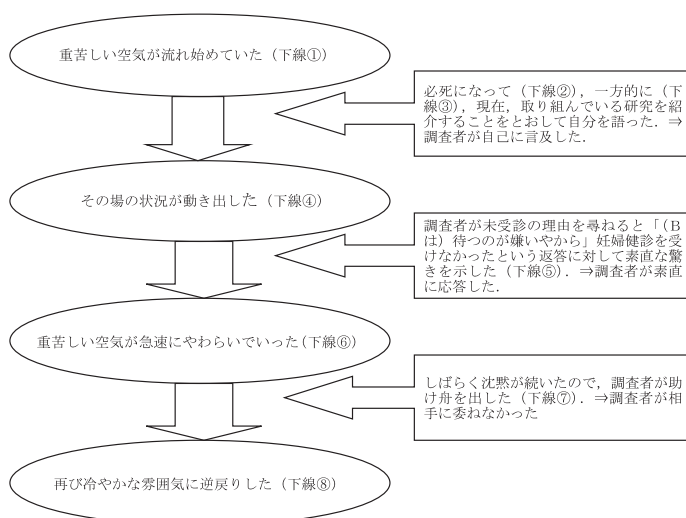 重苦しい空気が流れ始めていた（下線①）
必死になって（下線②），一方的に（下
線③），現在，取り組んでいる研究を紹
介することをとおして自分を語った．⇒
調査者が自己に言及した．
その場の状況が動き出した（下線④）
調査者が未受診の理由を尋ねると「（B
は）待つのが嫌いやから」妊婦健診を受
けなかったという返答に対して素直な驚
きを示した（下線⑤）．⇒調査者が素直
に応答した．
重苦しい空気が急速にやわらいでいった（下線⑥）
しばらく沈黙が続いたので，調査者が助
け舟を出した（下線⑦）．⇒調査者が相
手に委ねなかった
再び冷やかな雰囲気に逆戻りした（下線⑧）